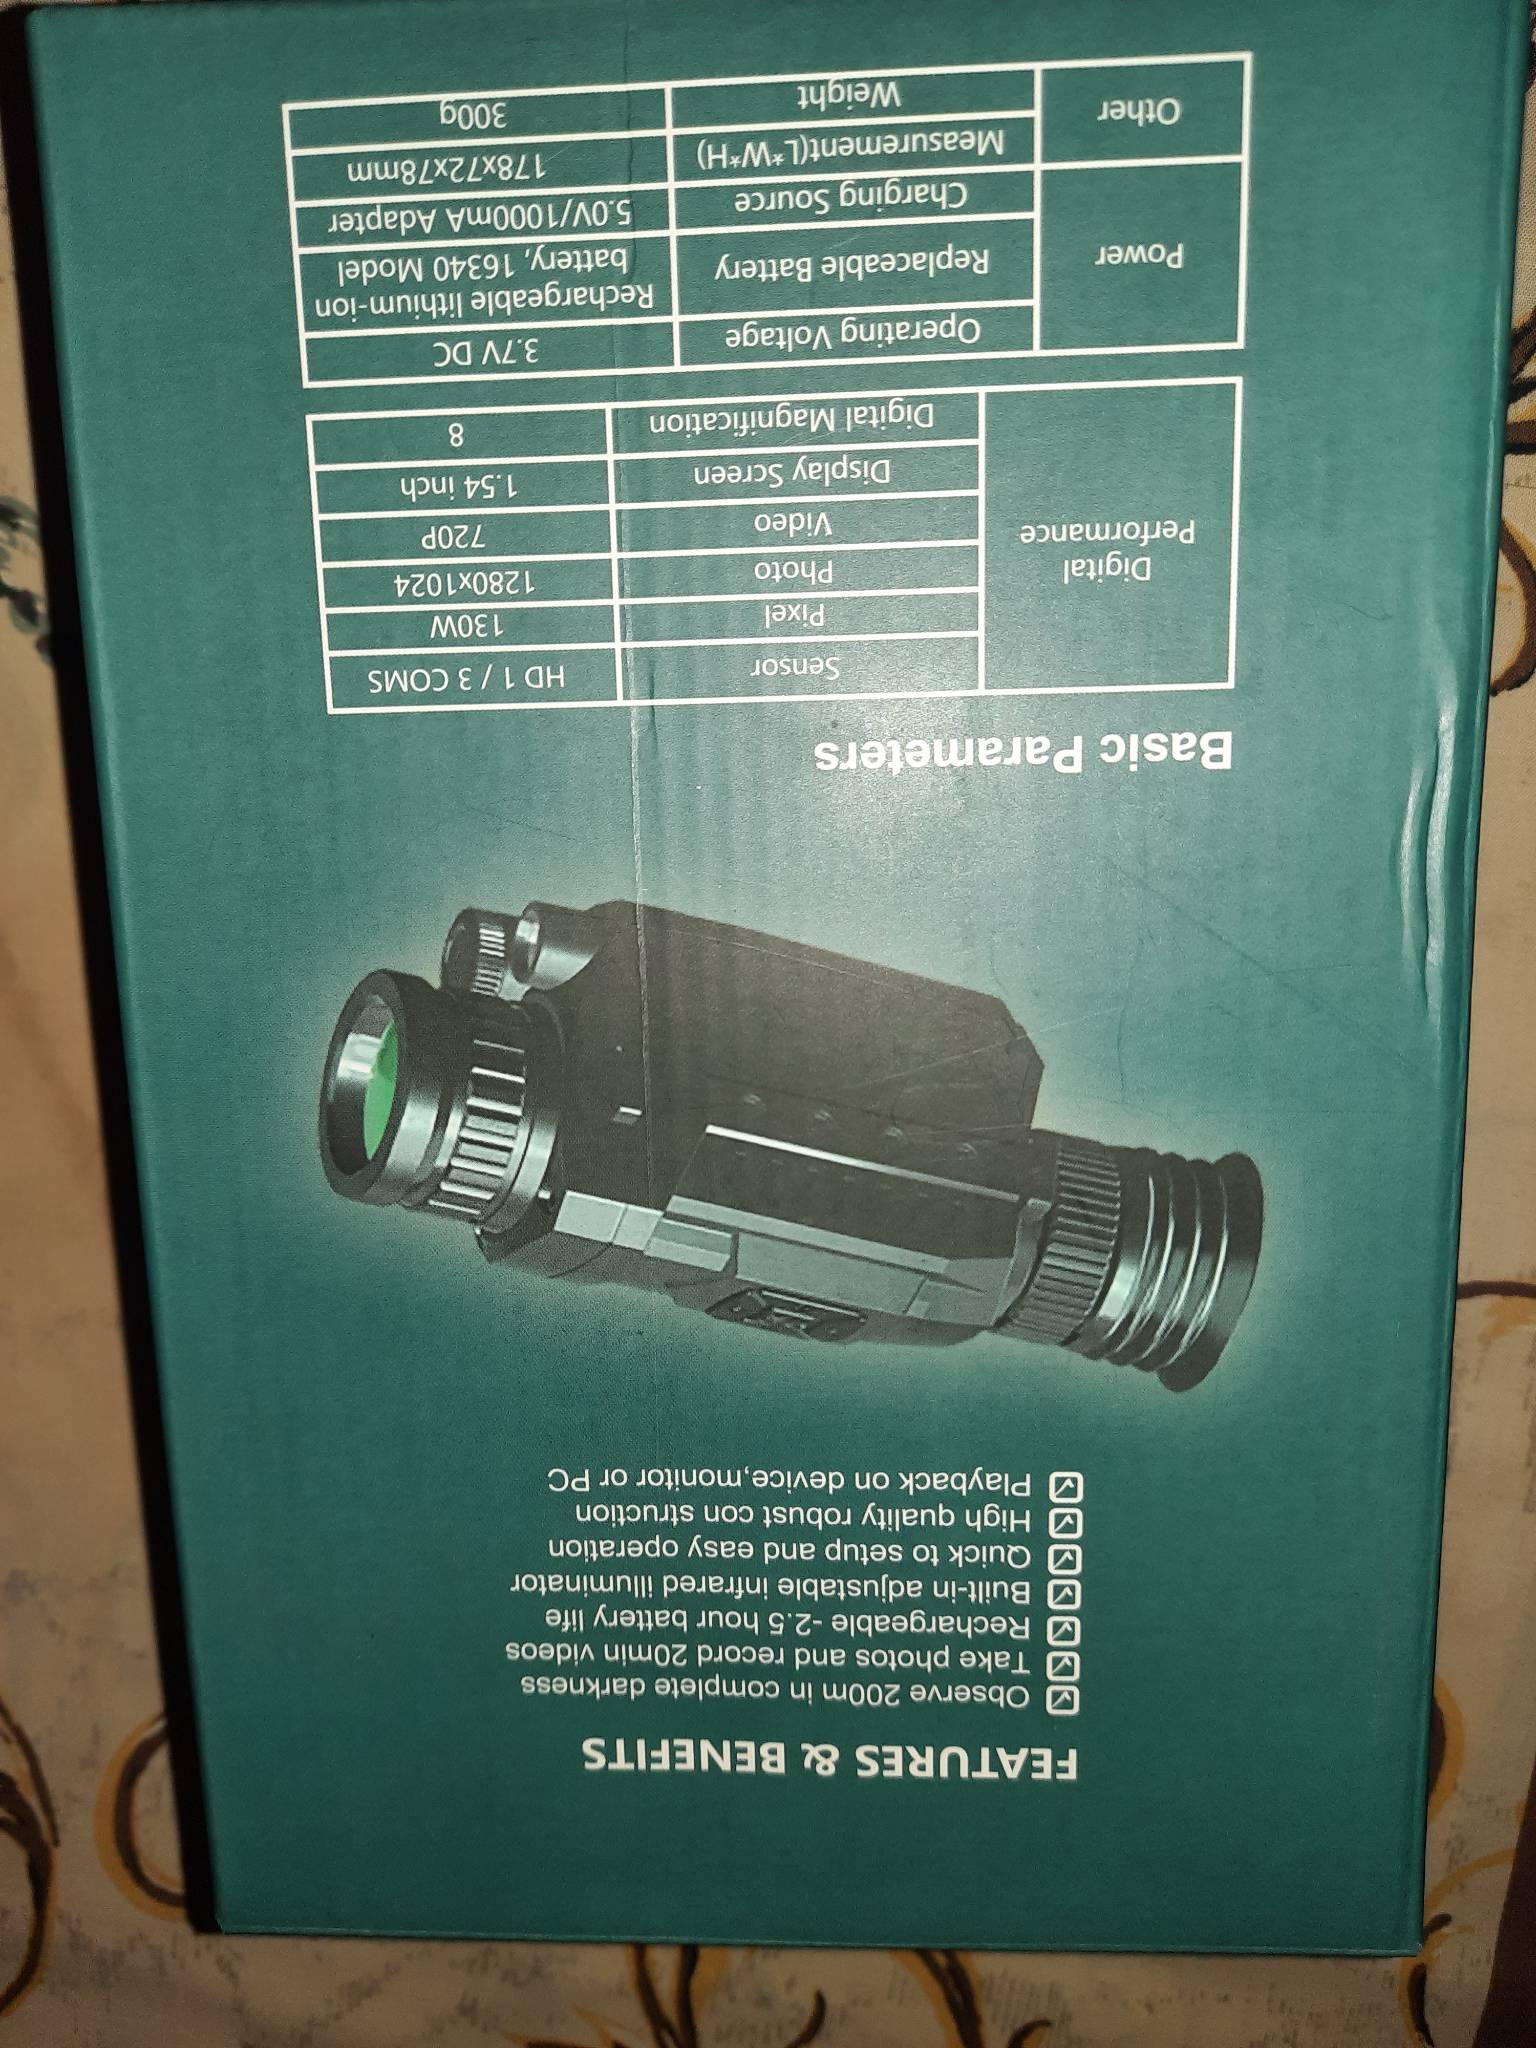 FEATURES & BENEFITS
Observe 200m in complete darkness
Take photos and record 20min videos
Rechargeable -2.5 hour battery life
Built-in adjustable infrared illuminator
Quick to setup and easy operation
High quality robust con struction
Playback on device,monitor or PC
Basic Parameters
Digital
Performance
Sensor HD 1 / 3 COMS
Pixel 130W
Photo 1280x1024
Video 720P
Display Screen 1.54 inch
Digital Magnification 8
Power
Operating Voltage 3.7V DC
Replaceable Battery Rechargeable lithium-ion
battery, 16340 Model
Charging Source 5.0V/1000mA Adapter
Other
Measurement(L*W*H) 178x72x78mm
Weight 300g